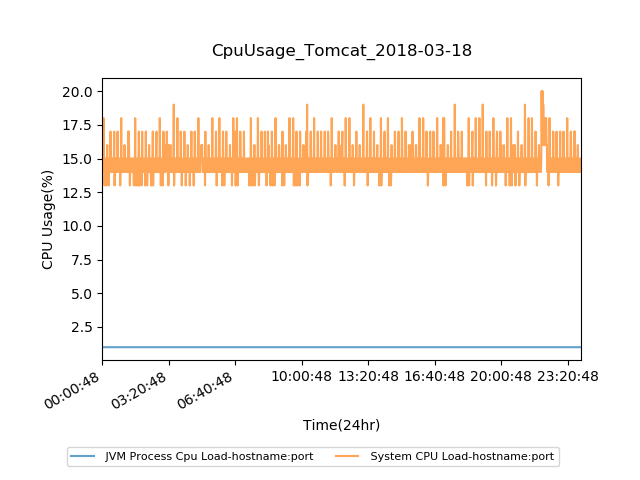 CpuUsage_Tomcat_2018-03-18
20.0
17.5
15.0
12.5
10.0
7.5
5.0
2.5
CPU Usage(%)
00:00:48 03:20:48 06:40:48 10:00:48 13:20:48 16:40:48 20:00:48 23:20:48
Time(24hr)
JVM Process Cpu Load-hostname:port System CPU Load-hostname:port